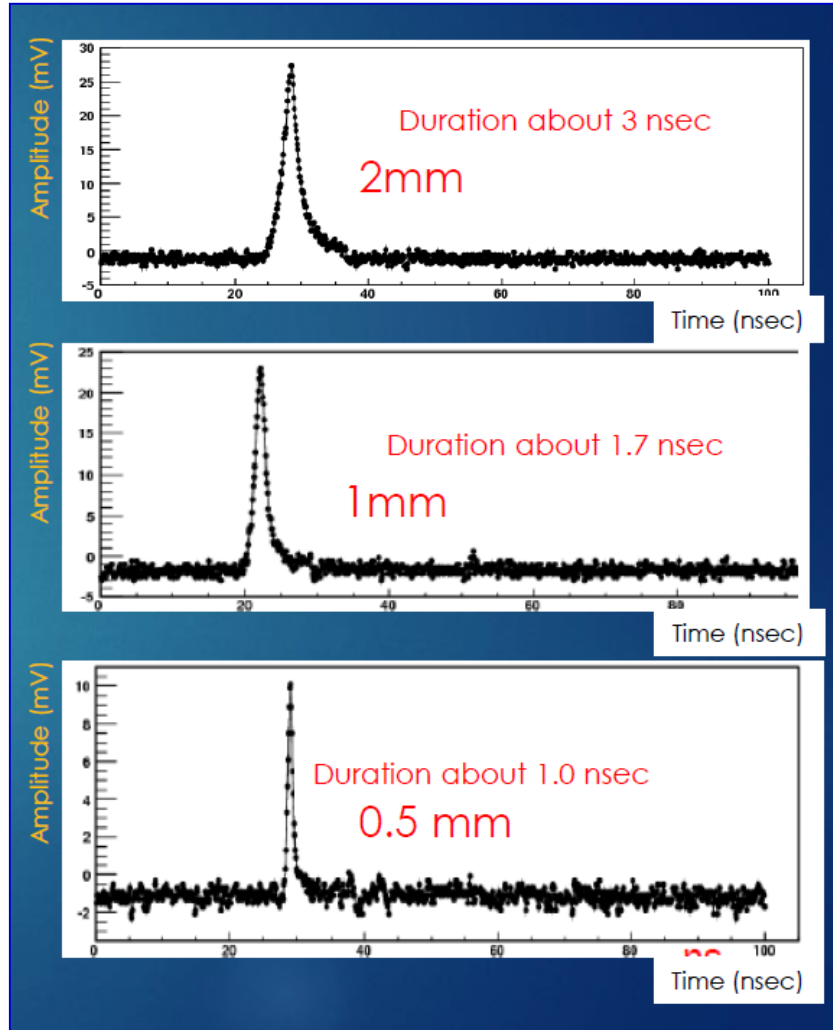 Amplitude (mV)
30
25
20
15
10
5
0
-5
Duration about 3 nsec
2mm
0 20 40 60 80 100
Time (nsec)
Amplitude (mV)
25
20
15
10
5
0
-5
Duration about 1.7 nsec
1mm
0 20 40 60 80
Time (nsec)
Amplitude (mV)
10
8
6
4
2
0
-2
Duration about 1.0 nsec
0.5 mm
0 20 40 60 80 100
Time (nsec)